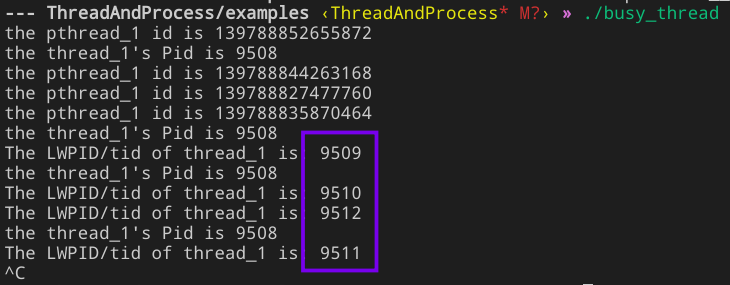 --- ThreadAndProcess/examples ‹ThreadAndProcess* M?› » ./busy_thread
the pthread_1 id is 139788852655872
the thread_1's Pid is 9508
the pthread_1 id is 139788844263168
the pthread_1 id is 139788827477760
the pthread_1 id is 139788835870464
the thread_1's Pid is 9508
The LWPID/tid of thread_1 is: 9509
the thread_1's Pid is 9508
The LWPID/tid of thread_1 is: 9510
The LWPID/tid of thread_1 is: 9512
the thread_1's Pid is 9508
The LWPID/tid of thread_1 is: 9511
^C